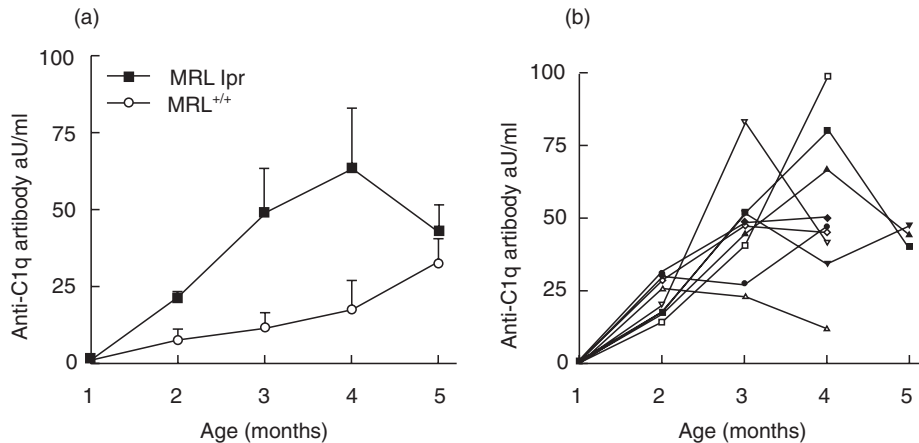 (a)
100
75
50
25
0
Anti-C1q artibody aU/ml
MRL lpr
MRL+/+
1 2 3 4 5
Age (months)
(b)
100
75
50
25
0
Anti-C1q artibody aU/ml
1 2 3 4 5
Age (months)